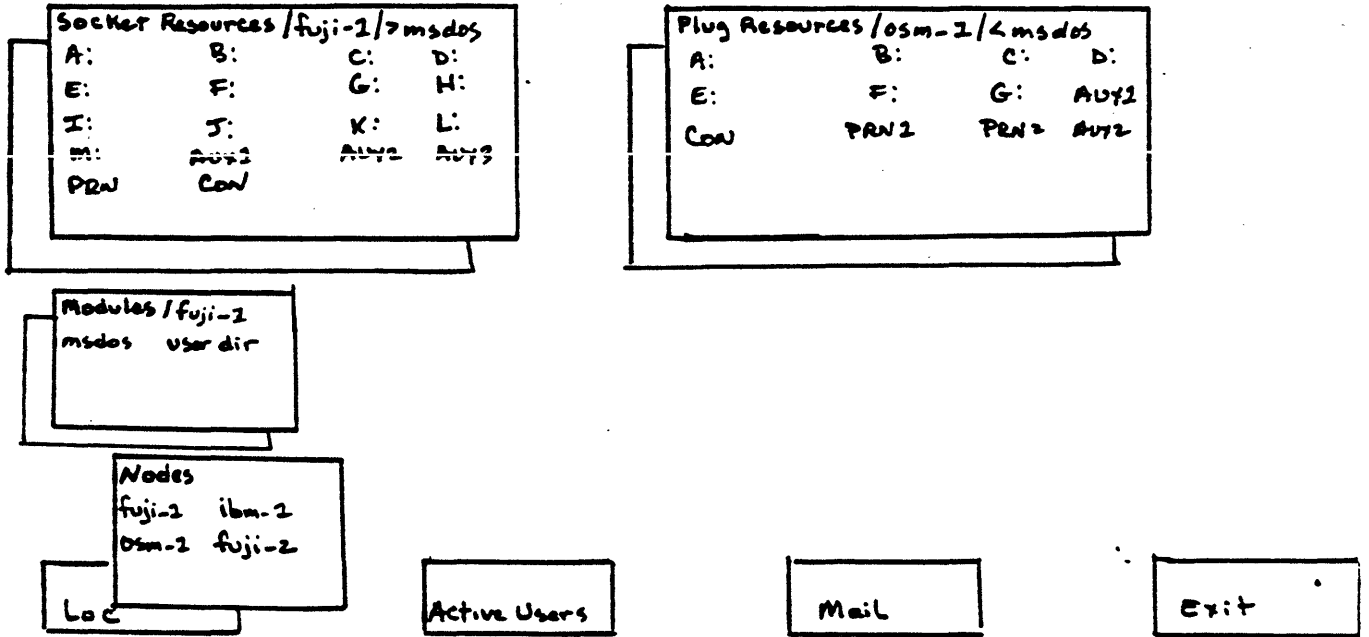 Socket Resources /fuji-1/>msdos
A: B: C: D:
E: F: G: H:
I: J: K: L:
M: AUX1 AUX2 AUX3
PRN CON
Plug Resources /osm-1/<msdos
A: B: C: D:
E: F: G: AUX1
CON PRN1 PRN2 AUX2
Modules /fuji-1
msdos user dir
Nodes
fuji-1 ibm-1
osm-1 fuji-2
Loc
Active Users
Mail
Exit